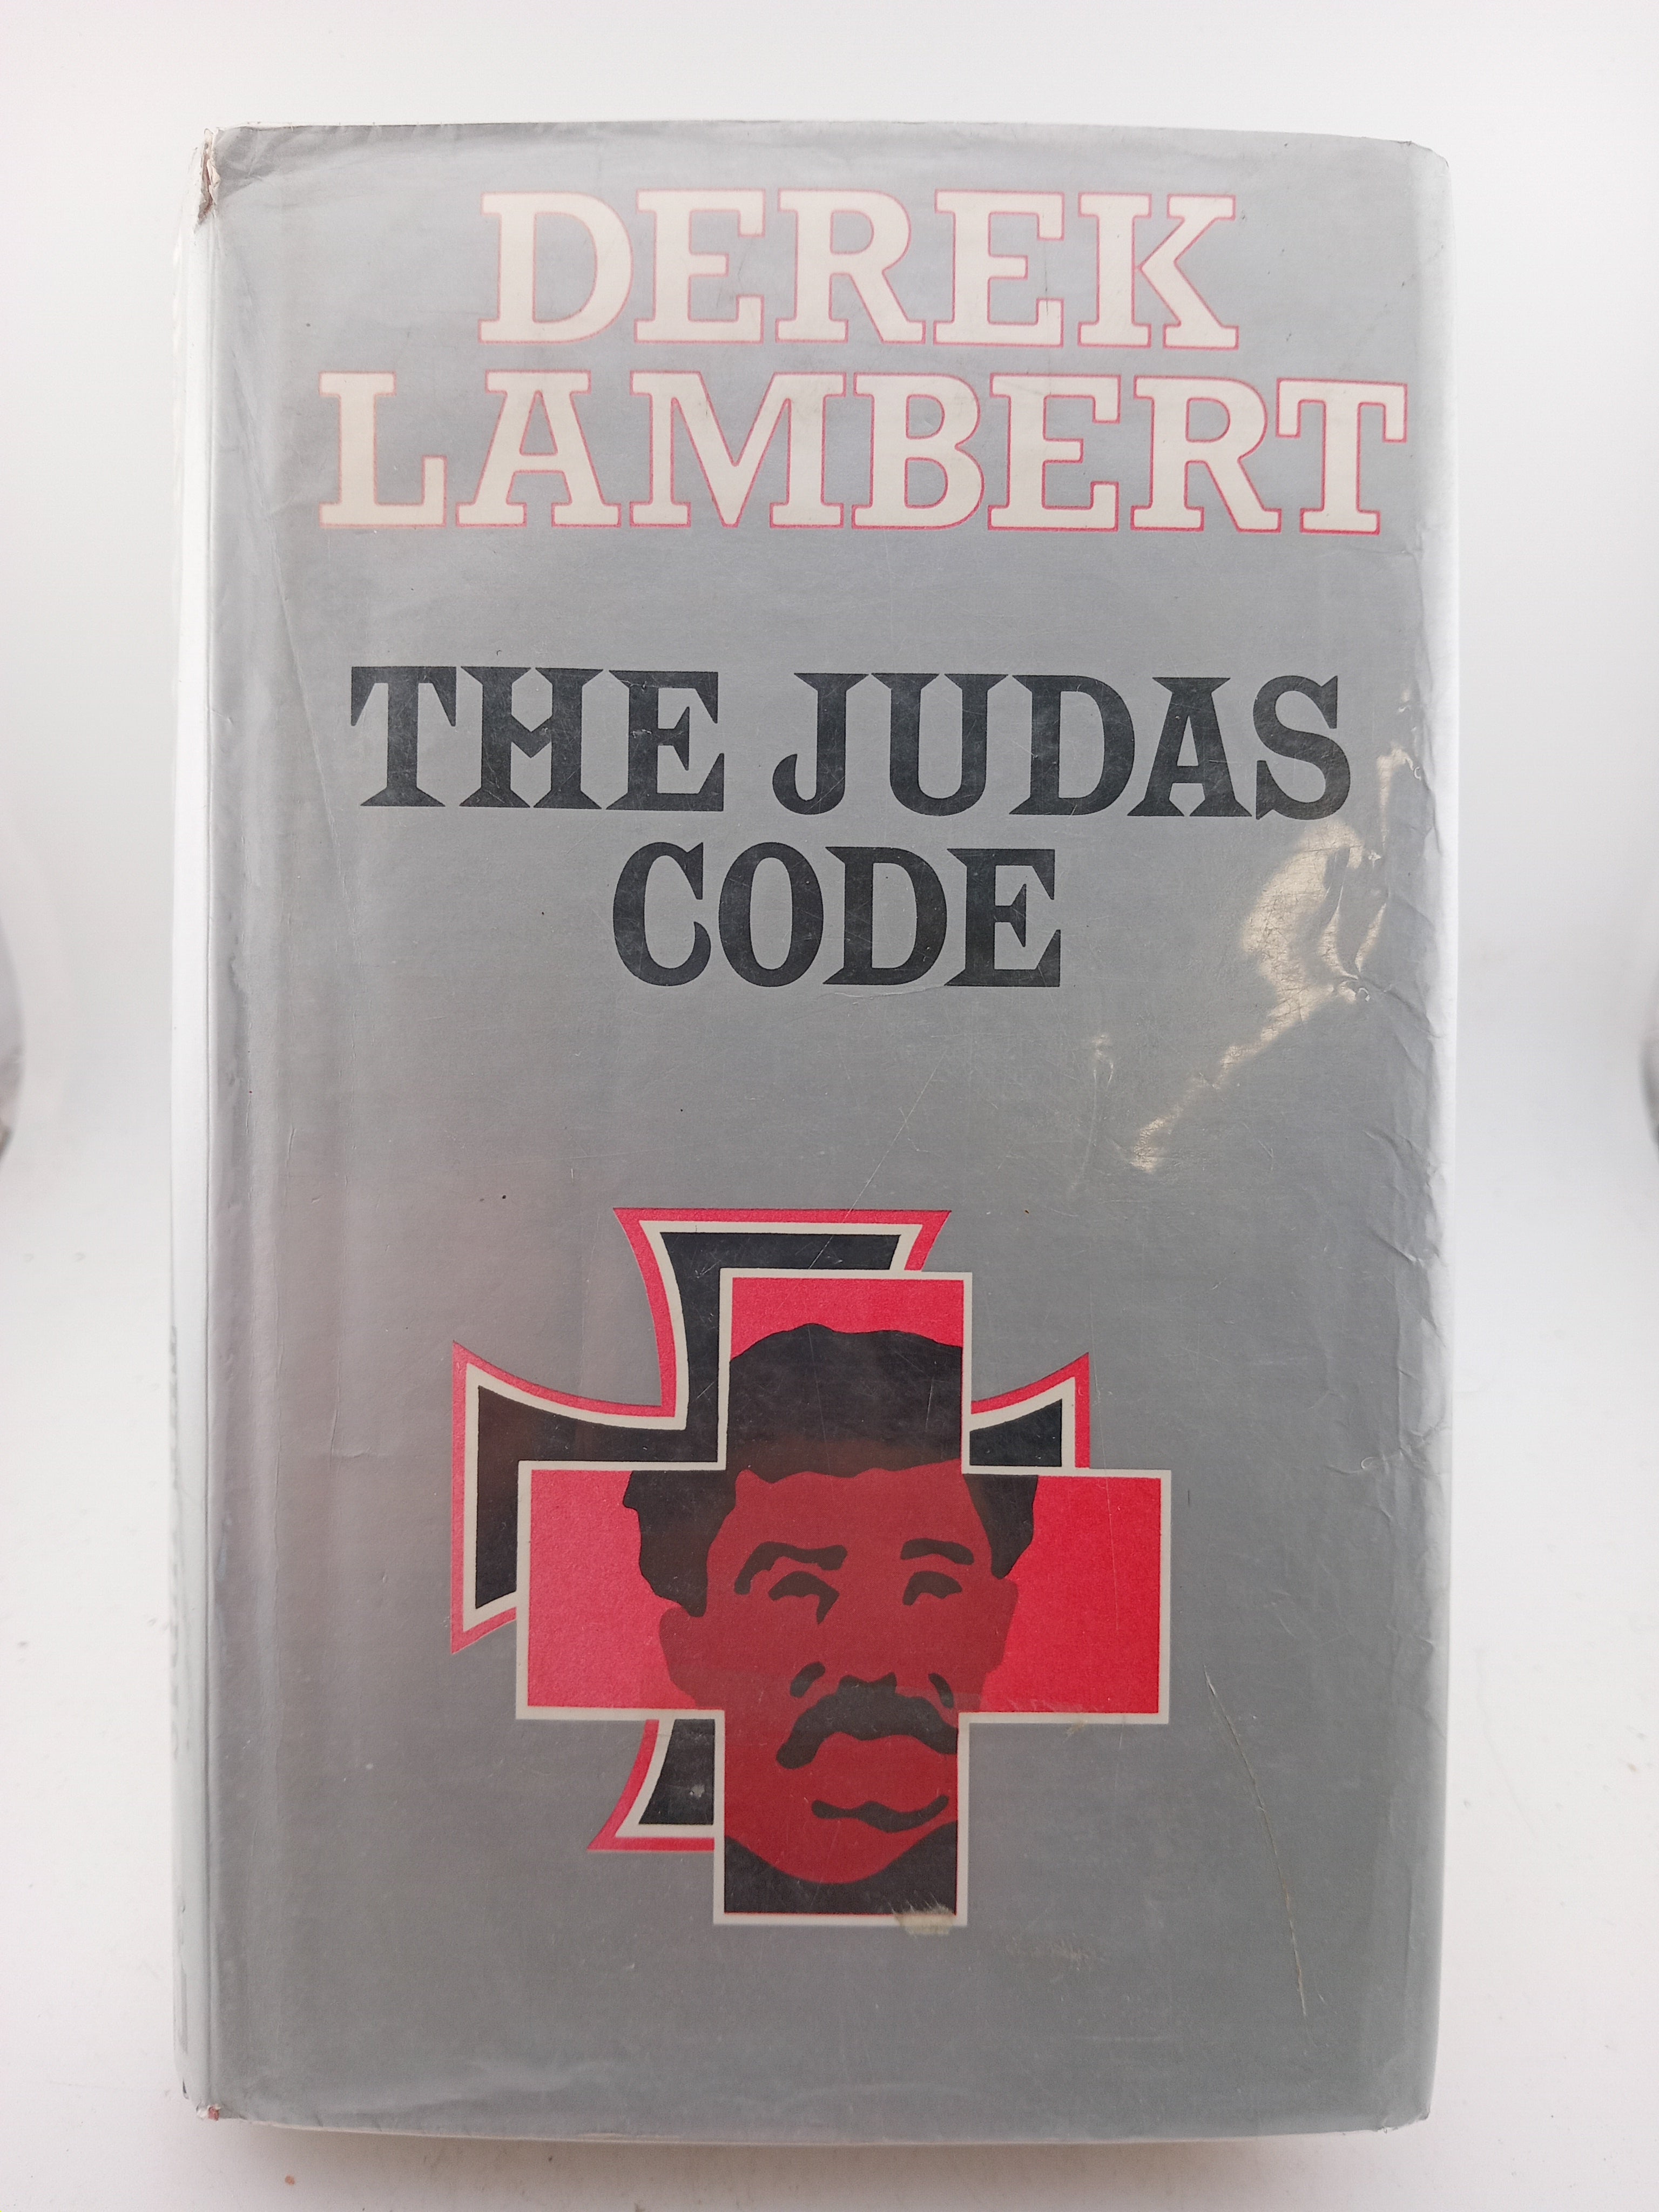 DEREK
LAMBERT
THE JUDAS
CODE